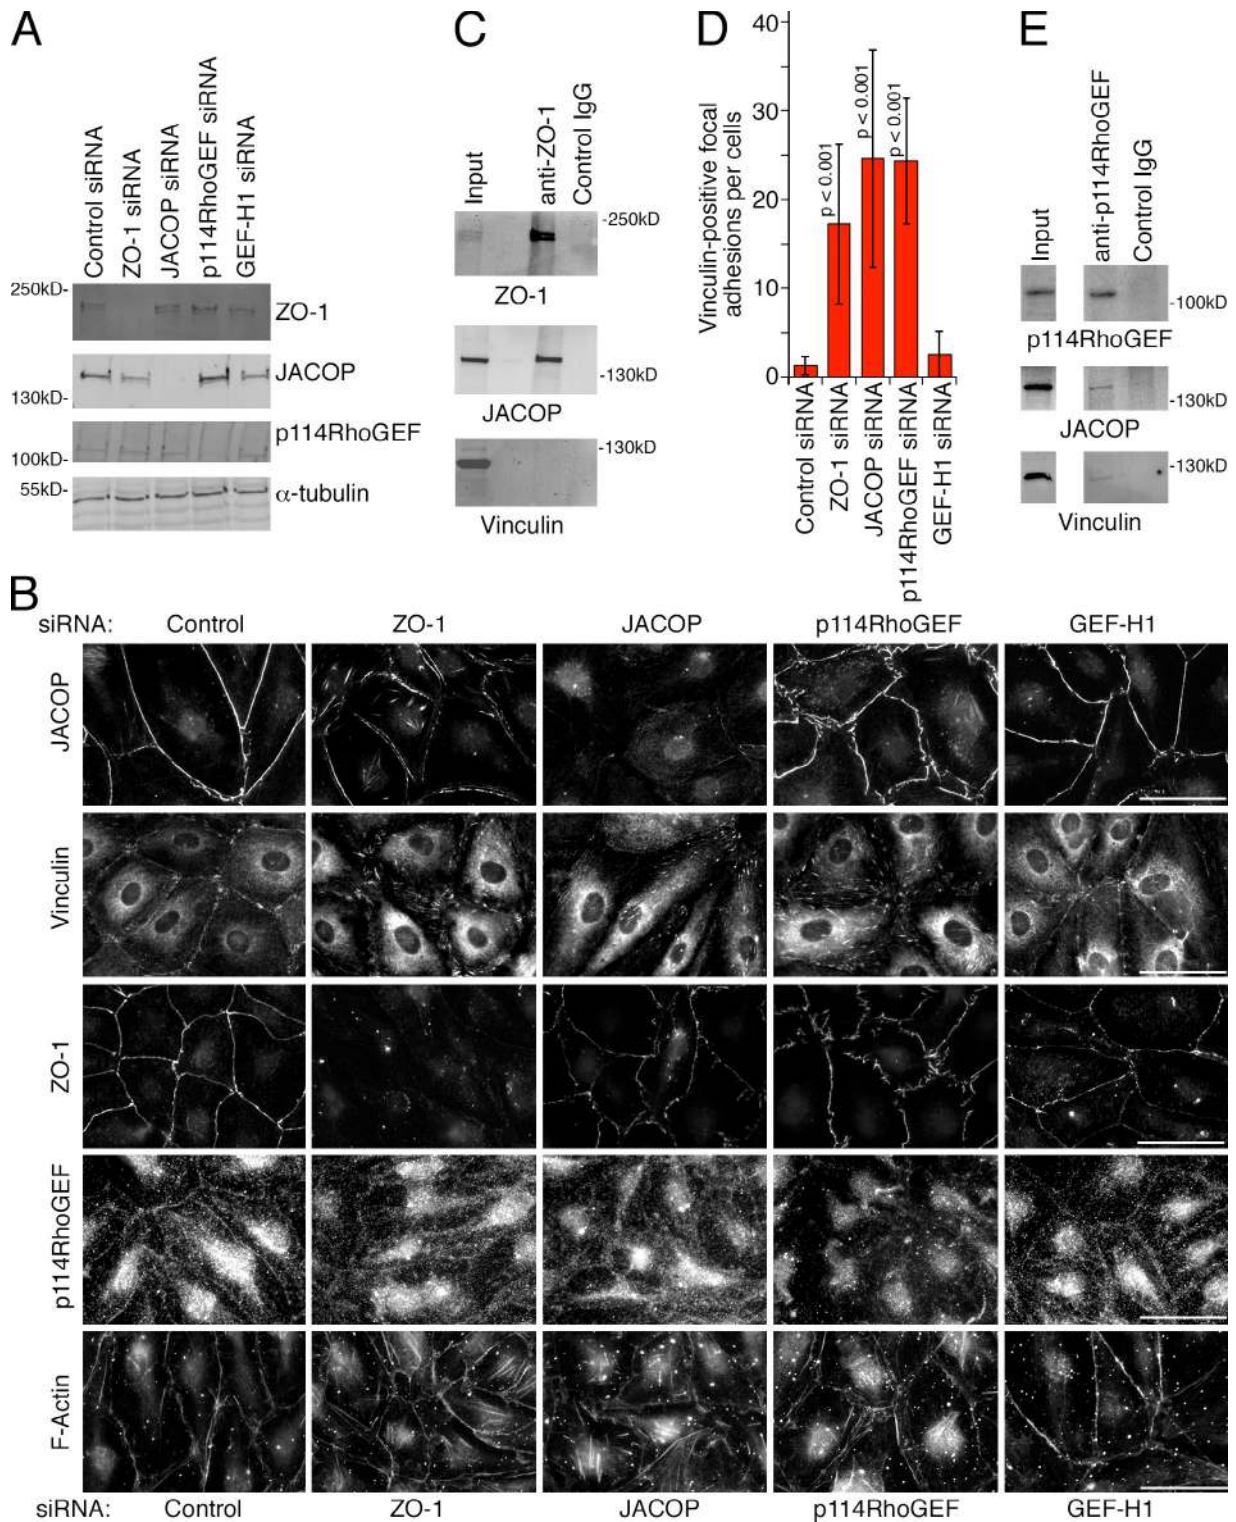 A
Control siRNA
ZO-1 siRNA
JACOP siRNA
p114RhoGEF siRNA
GEF-H1 siRNA
250kD-
ZO-1
JACOP
130kD-
p114RhoGEF
100kD-
55kD-
α-tubulin
C
Input
anti-ZO-1
Control IgG
-250kD
ZO-1
-130kD
JACOP
-130kD
Vinculin
D
Vinculin-positive focal
adhesions per cells
40
30
20
10
0
p < 0.001
p < 0.001
p < 0.001
Control siRNA
ZO-1 siRNA
JACOP siRNA
p114RhoGEF siRNA
GEF-H1 siRNA
E
Input
anti-p114RhoGEF
Control IgG
-100kD
p114RhoGEF
-130kD
JACOP
-130kD
Vinculin
B
siRNA: Control ZO-1 JACOP p114RhoGEF GEF-H1
JACOP
Vinculin
ZO-1
p114RhoGEF
F-Actin
siRNA: Control ZO-1 JACOP p114RhoGEF GEF-H1